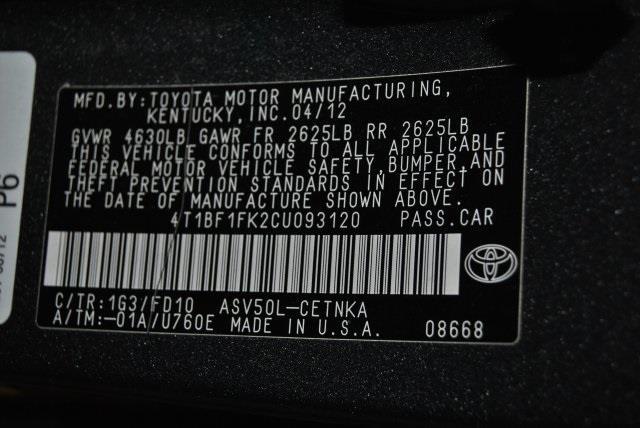 MFD.BY:TOYOTA MOTOR MANUFACTURING,
KENTUCKY, INC.04/12
GVWR 4630LB GAWR FR 2625LB RR 2625LB
THIS VEHICLE CONFORMS TO ALL APPLICABLE
FEDERAL MOTOR VEHICLE SAFETY,BUMPER,AND
THEFT PREVENTION STANDARDS IN EFFECT ON
THE DATE OF MANUFACTURE SHOWN ABOVE.
4T1BF1FK2CU093120 PASS.CAR
C/TR:1G3/FD10 ASV50L-CETNKA
A/TM:-01A/U760E MADE IN U.S.A. 08668
P6